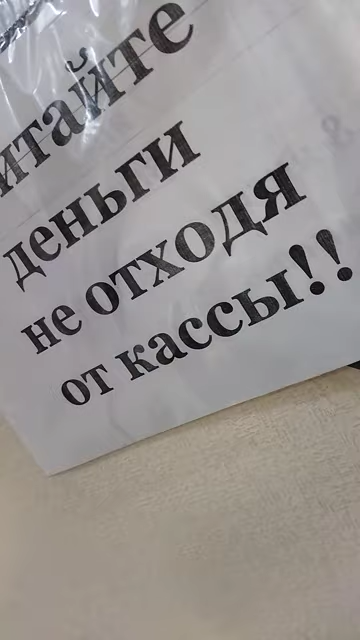 итайте
деньги
не отходя
от кассы!!